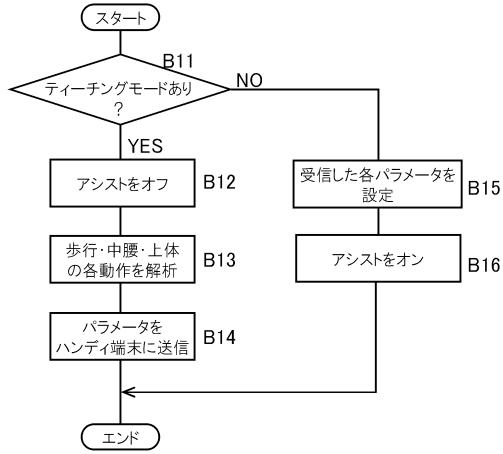 スタート
B11
ティーチングモードあり
?
NO
YES
アシストをオフ
B12
歩行・中腰・上体
の各動作を解析
B13
パラメータを
ハンディ端末に送信
B14
受信した各パラメータを
設定
B15
アシストをオン
B16
エンド